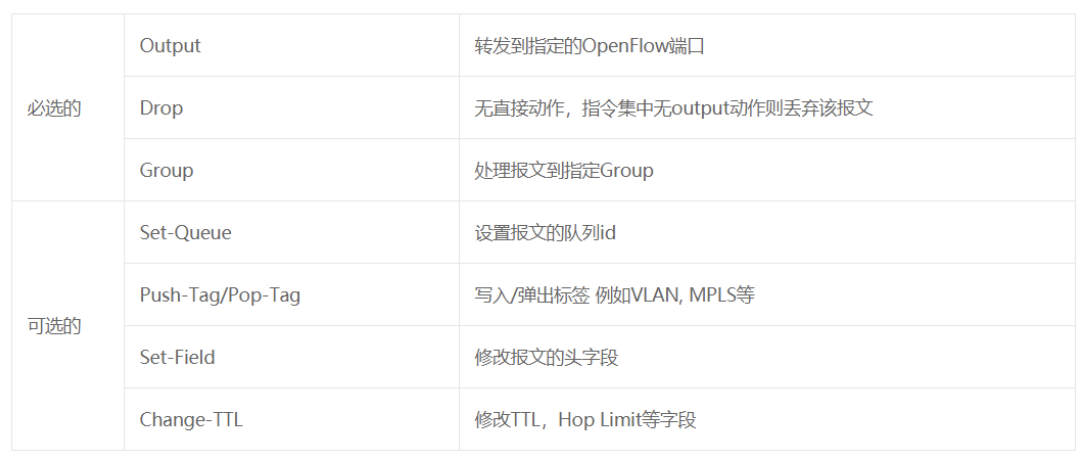 必选的
Output
转发到指定的OpenFlow端口
Drop
无直接动作，指令集中无output动作则丢弃该报文
Group
处理报文到指定Group
可选的
Set-Queue
设置报文的队列id
Push-Tag/Pop-Tag
写入/弹出标签 例如VLAN, MPLS等
Set-Field
修改报文的头字段
Change-TTL
修改TTL，Hop Limit等字段